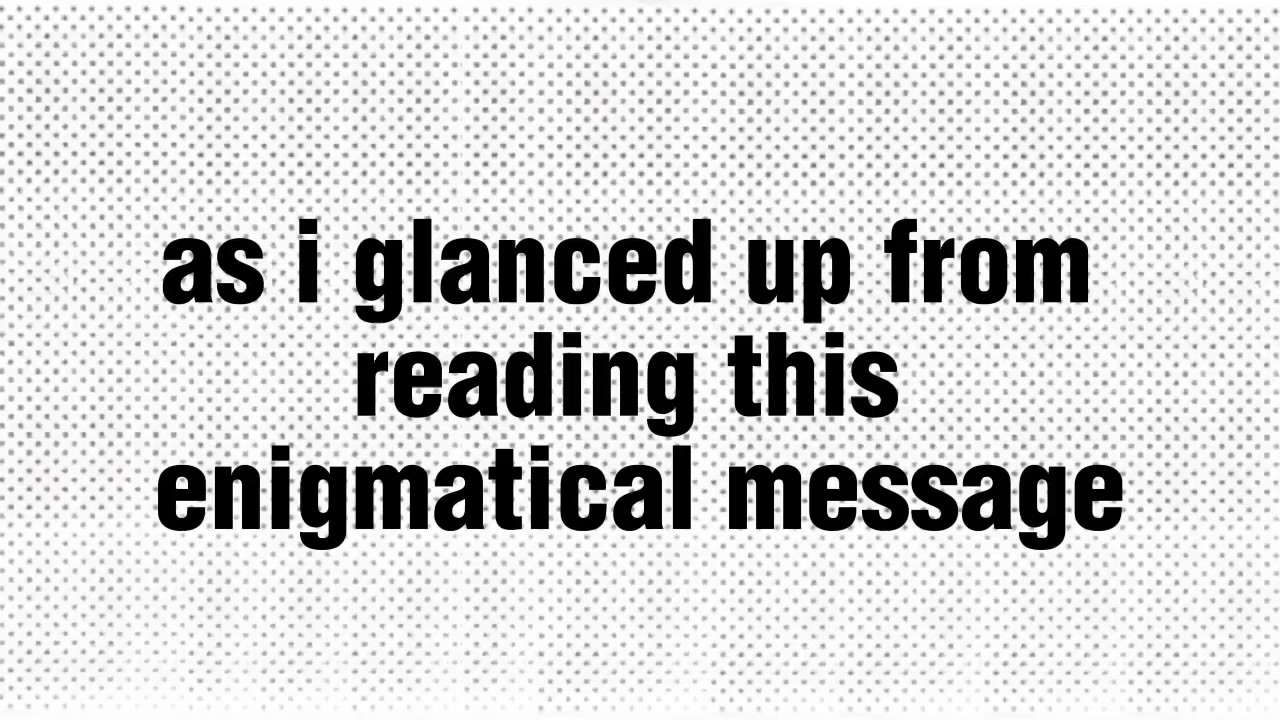 as i glanced up from
reading this
enigmatical message